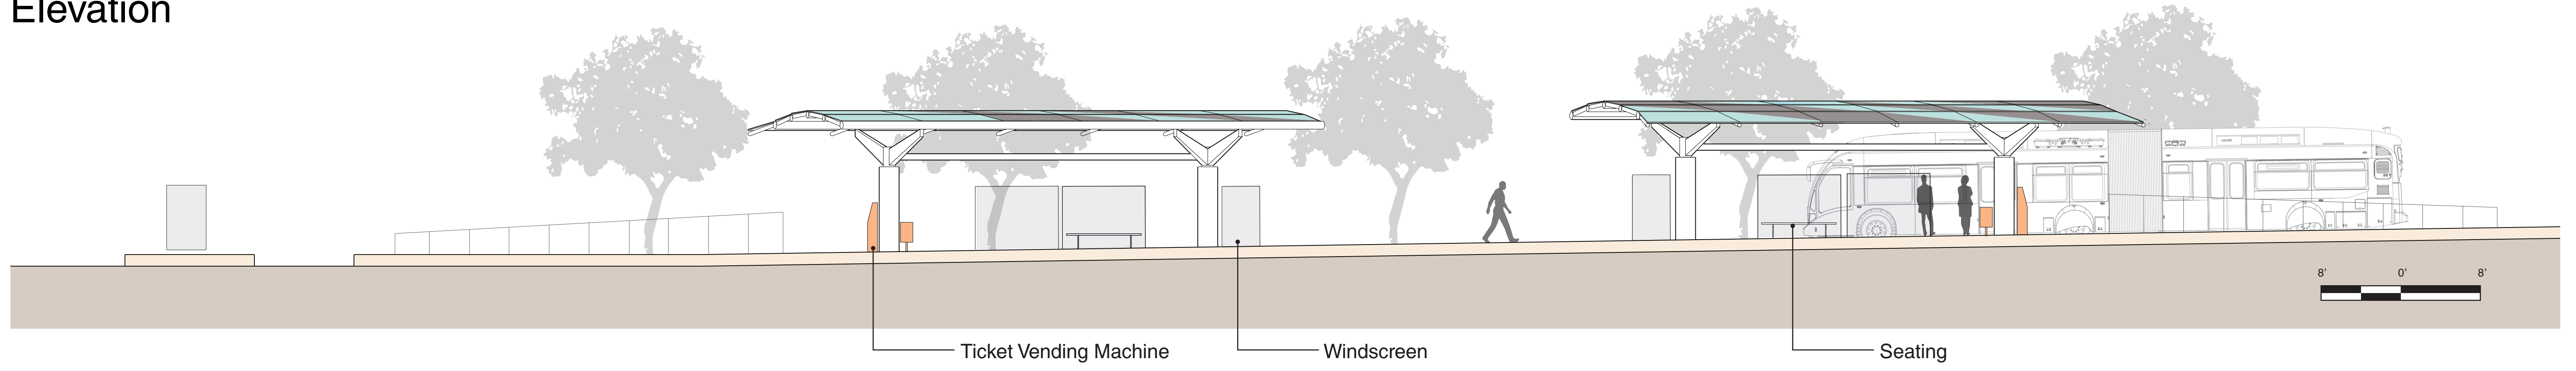 Elevation
8' 0' 8'
Ticket Vending Machine
Windscreen
Seating